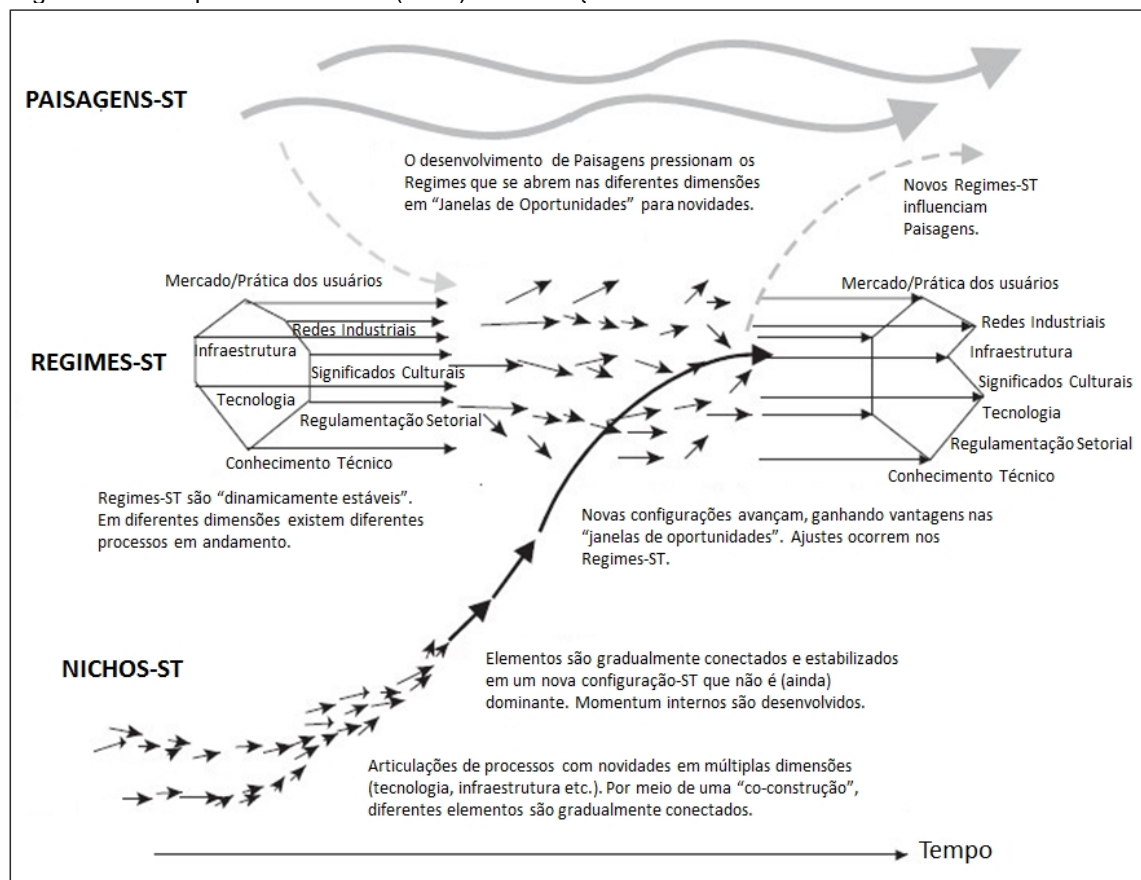 PAISAGENS-ST
O desenvolvimento de Paisagens pressionam os
Regimes que se abrem nas diferentes dimensões
em “Janelas de Oportunidades” para novidades.
Novos Regimes-ST
influenciam
Paisagens.
REGIMES-ST
Mercado/Prática dos usuários
Redes Industriais
Infraestrutura
Significados Culturais
Tecnologia
Regulamentação Setorial
Conhecimento Técnico
Mercado/Prática dos usuários
Redes Industriais
Infraestrutura
Significados Culturais
Tecnologia
Regulamentação Setorial
Conhecimento Técnico
Regimes-ST são “dinamicamente estáveis”.
Em diferentes dimensões existem diferentes
processos em andamento.
Novas configurações avançam, ganhando vantagens nas
“janelas de oportunidades”. Ajustes ocorrem nos
Regimes-ST.
NICHOS-ST
Elementos são gradualmente conectados e estabilizados
em um nova configuração-ST que não é (ainda)
dominante. Momentum internos são desenvolvidos.
Articulações de processos com novidades em múltiplas dimensões
(tecnologia, infraestrutura etc.). Por meio de uma “co-construção”,
diferentes elementos são gradualmente conectados.
Tempo